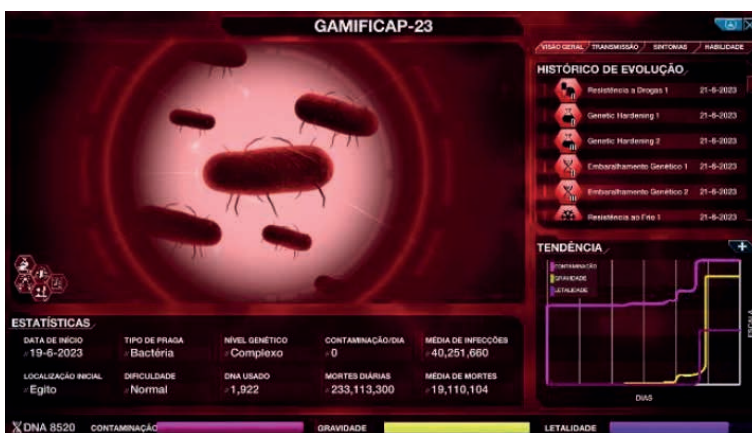 GAMIFICAP-23
VISÃO GERAL TRANSMISSÃO SINTOMAS HABILIDADE
HISTÓRICO DE EVOLUÇÃO
Resistência a Drogas 1 21-6-2023
Genetic Hardening 1 21-6-2023
Genetic Hardening 2 21-6-2023
Embaralhamento Genético 1 21-6-2023
Embaralhamento Genético 2 21-6-2023
Resistência ao Frio 1 21-6-2023
TENDÊNCIA
CONTAMINAÇÃO
GRAVIDADE
LETALIDADE
ESCALA
DIAS
ESTATÍSTICAS
DATA DE INÍCIO TIPO DE PRAGA NÍVEL GENÉTICO CONTAMINAÇÃO/DIA MÉDIA DE INFECÇÕES
19-6-2023 Bactéria Complexo 0 40,251,660
LOCALIZAÇÃO INICIAL DIFICULDADE DNA USADO MORTES DIÁRIAS MÉDIA DE MORTES
Egito Normal 1,922 233,113,300 19,110,104
DNA 8520 CONTAMINAÇÃO GRAVIDADE LETALIDADE